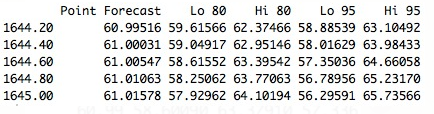 Point Forecast Lo 80 Hi 80 Lo 95 Hi 95
1644.20 60.99516 59.61566 62.37466 58.88539 63.10492
1644.40 61.00031 59.04917 62.95146 58.01629 63.98433
1644.60 61.00547 58.61552 63.39542 57.35036 64.66058
1644.80 61.01063 58.25062 63.77063 56.78956 65.23170
1645.00 61.01578 57.92962 64.10194 56.29591 65.73566